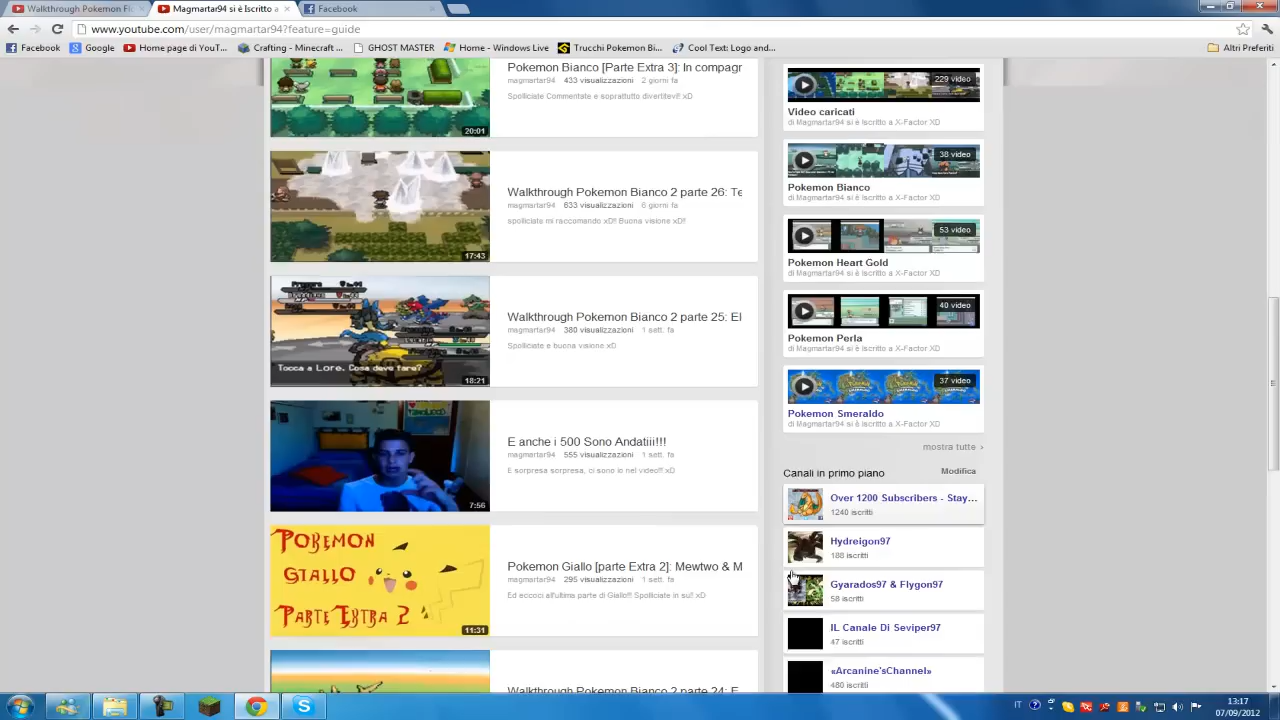 Walkthrough Pokemon Bi
Magmartar94 si è Iscritto a
Facebook
www.youtube.com/user/magmartar94?feature=guide
Facebook
Google
Home page di YouT...
Crafting - Minecraft ...
GHOST MASTER
Home - Windows Live
Trucchi Pokemon Bi...
Cool Text: Logo and...
Altri Preferiti
Pokemon Bianco [Parte Extra 3]: In compagr
magmartar94 433 visualizzazioni 2 giorni fa
Spolliciate Commentate e soprattutto divertitevi!! xD
20:01
Walkthrough Pokemon Bianco 2 parte 26: Te
magmartar94 633 visualizzazioni 6 giorni fa
spolliciate mi raccomando xD!! Buona visione xD!!
17:43
Walkthrough Pokemon Bianco 2 parte 25: El
magmartar94 380 visualizzazioni 1 sett. fa
Spolliciate e buona visione xD
Tocca a Lore. Cosa deve fare?
18:21
E anche i 500 Sono Andatiii!!!
magmartar94 555 visualizzazioni 1 sett. fa
E sorpresa sorpresa, ci sono io nel video!! xD
7:56
Pokemon Giallo [parte Extra 2]: Mewtwo & M
magmartar94 295 visualizzazioni 1 sett. fa
Ed eccoci all'ultima parte di Giallo!! Spolliciate in su!! xD
POKEMON
GIALLO
PARTE EXTRA 2
11:31
Walkthrough Pokemon Bianco 2 parte 24: E
229 video
Video caricati
di Magmartar94 si è Iscritto a X-Factor XD
38 video
Pokemon Bianco
di Magmartar94 si è Iscritto a X-Factor XD
53 video
Pokemon Heart Gold
di Magmartar94 si è Iscritto a X-Factor XD
40 video
Pokemon Perla
di Magmartar94 si è Iscritto a X-Factor XD
37 video
Pokemon Smeraldo
di Magmartar94 si è Iscritto a X-Factor XD
mostra tutte ›
Canali in primo piano
Modifica
Over 1200 Subscribers - Stay...
1240 iscritti
Hydreigon97
188 iscritti
Gyarados97 & Flygon97
58 iscritti
IL Canale Di Seviper97
47 iscritti
«Arcanine'sChannel»
480 iscritti
IT
13:17
07/09/2012